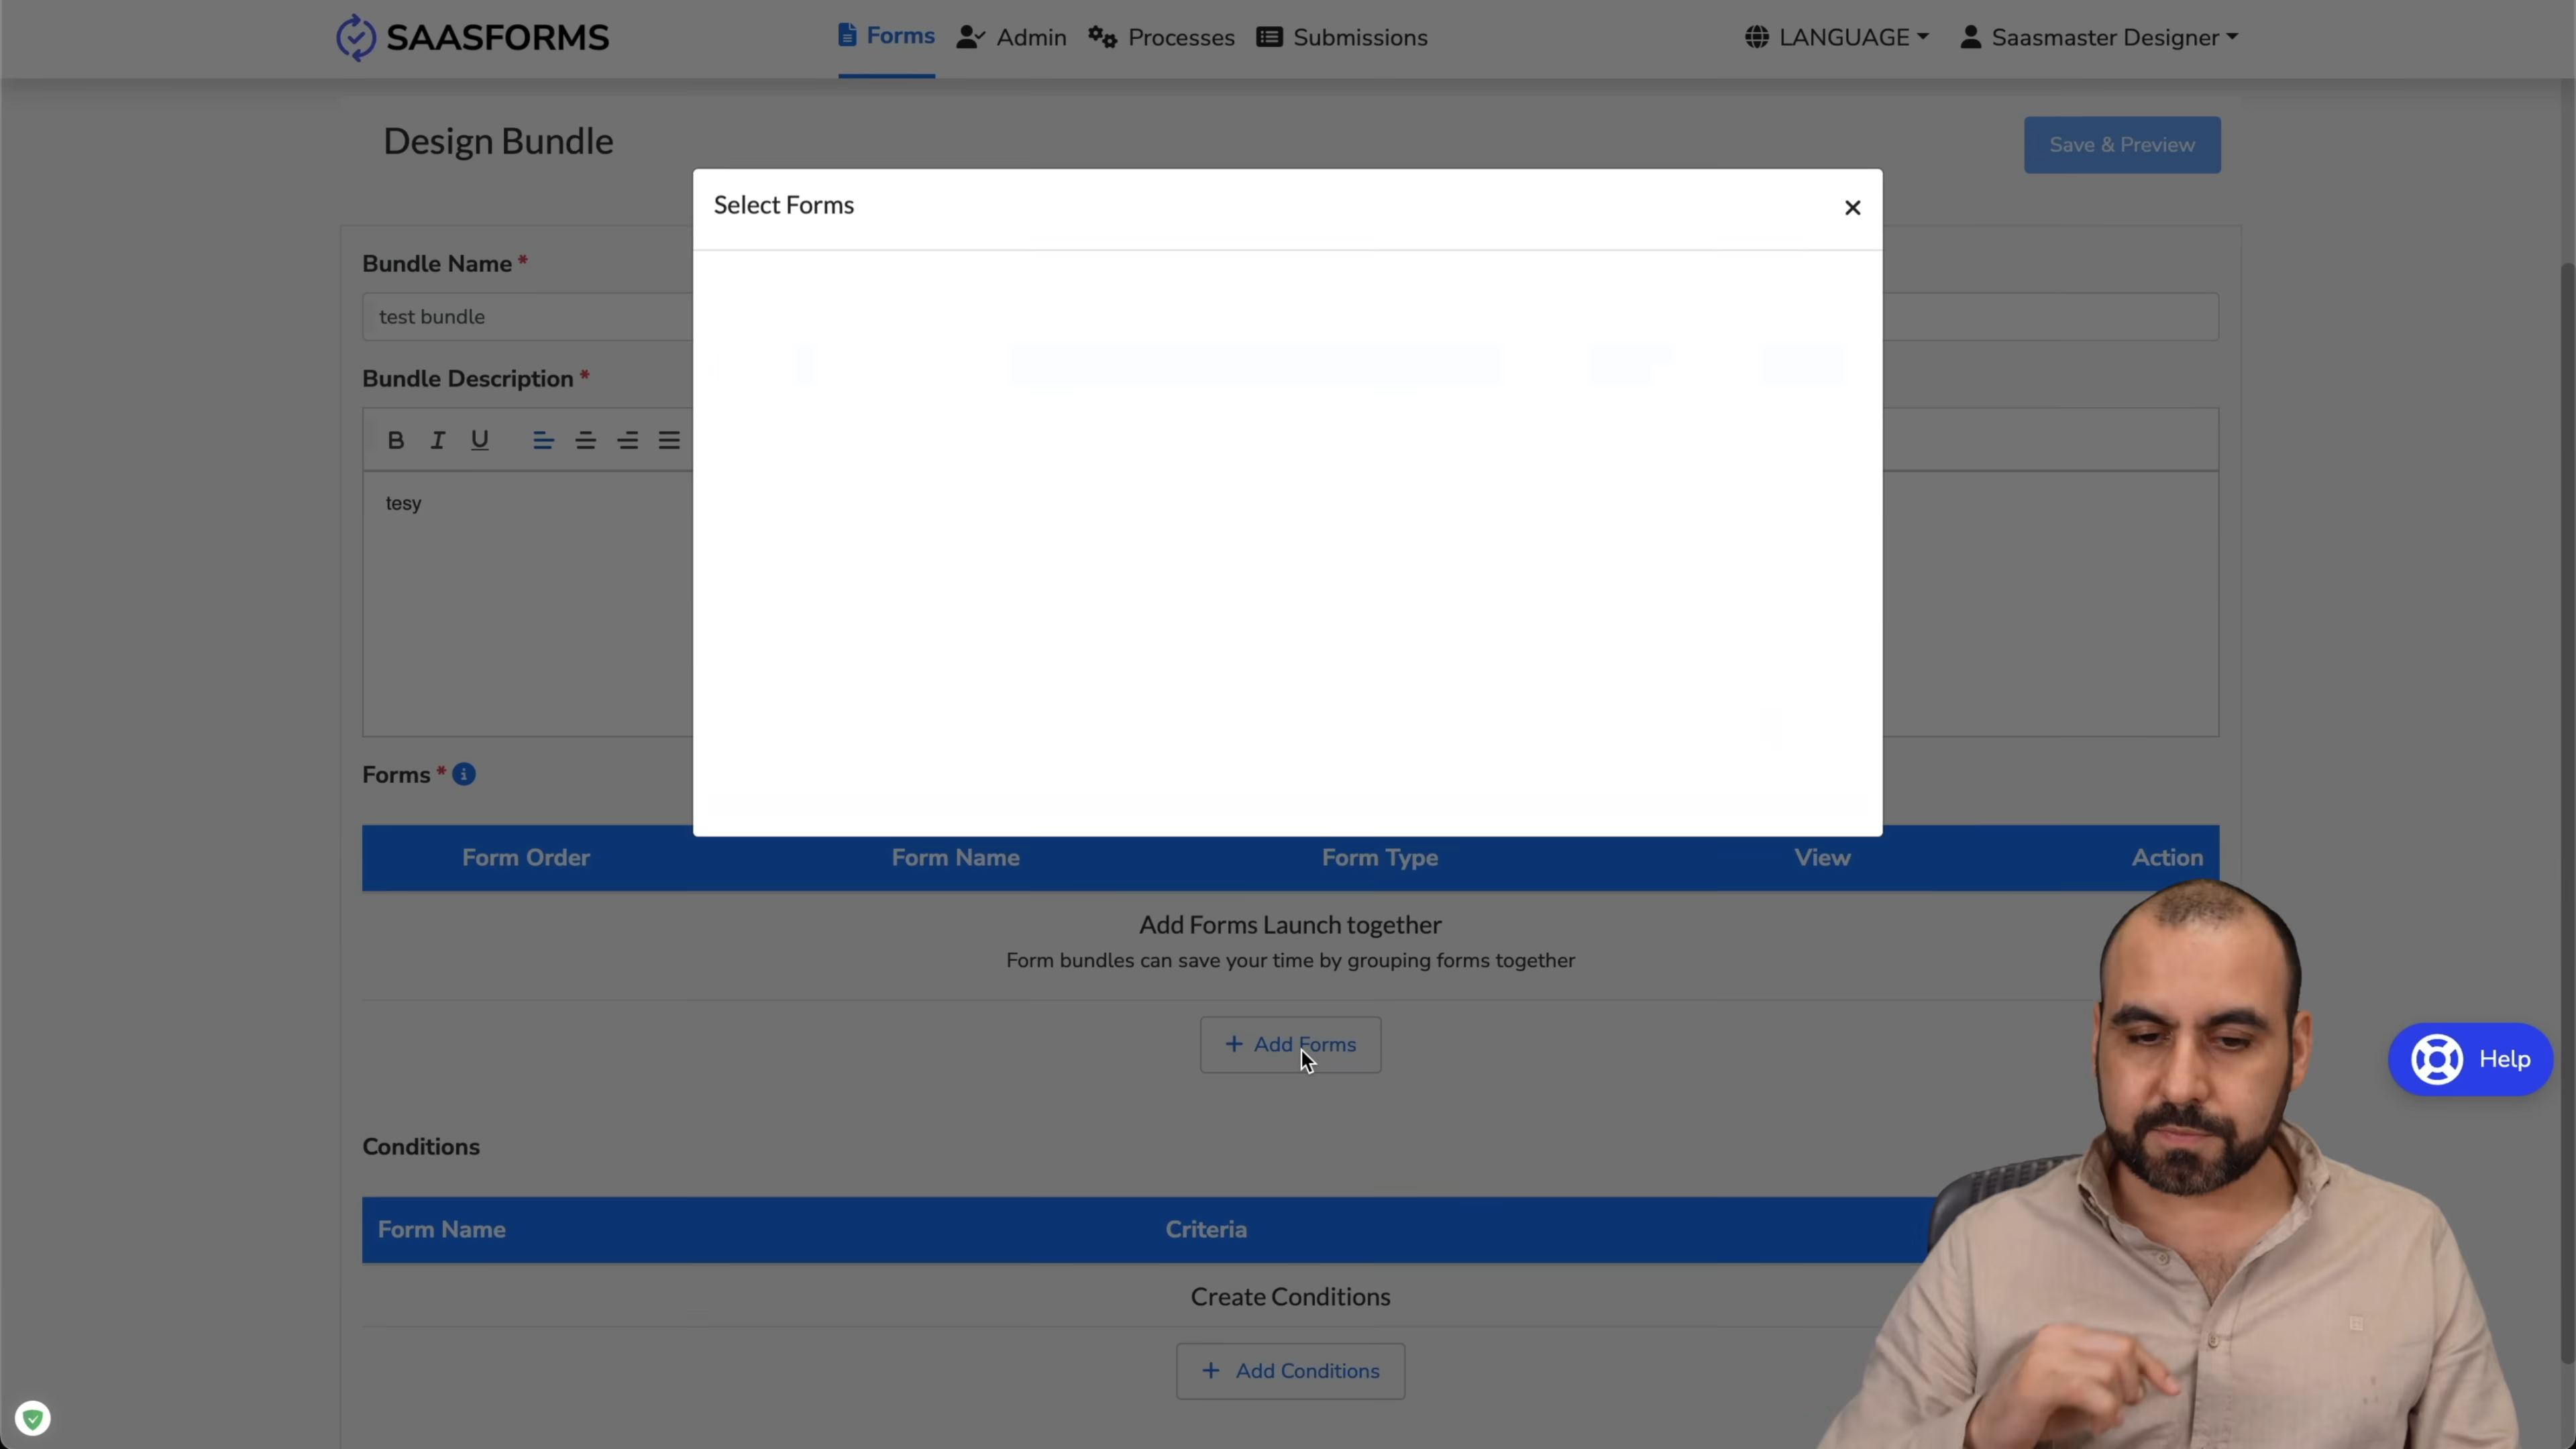 SAASFORMS
Forms
Admin
Processes
Submissions
LANGUAGE
Saasmaster Designer
Design Bundle
Save & Preview
Select Forms
Bundle Name *
test bundle
Bundle Description *
B I U
tesy
Forms *
Form Order Form Name Form Type View Action
Add Forms Launch together
Form bundles can save your time by grouping forms together
+ Add Forms
Help
Conditions
Form Name Criteria
Create Conditions
+ Add Conditions